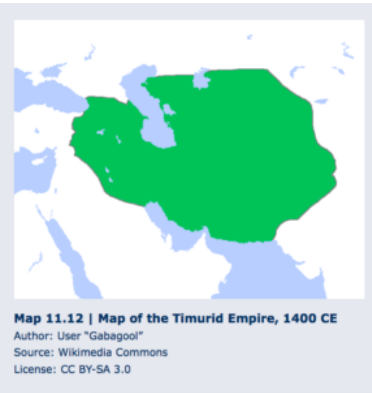 Map 11.12 | Map of the Timurid Empire, 1400 CE
Author: User “Gabagool”
Source: Wikimedia Commons
License: CC BY-SA 3.0